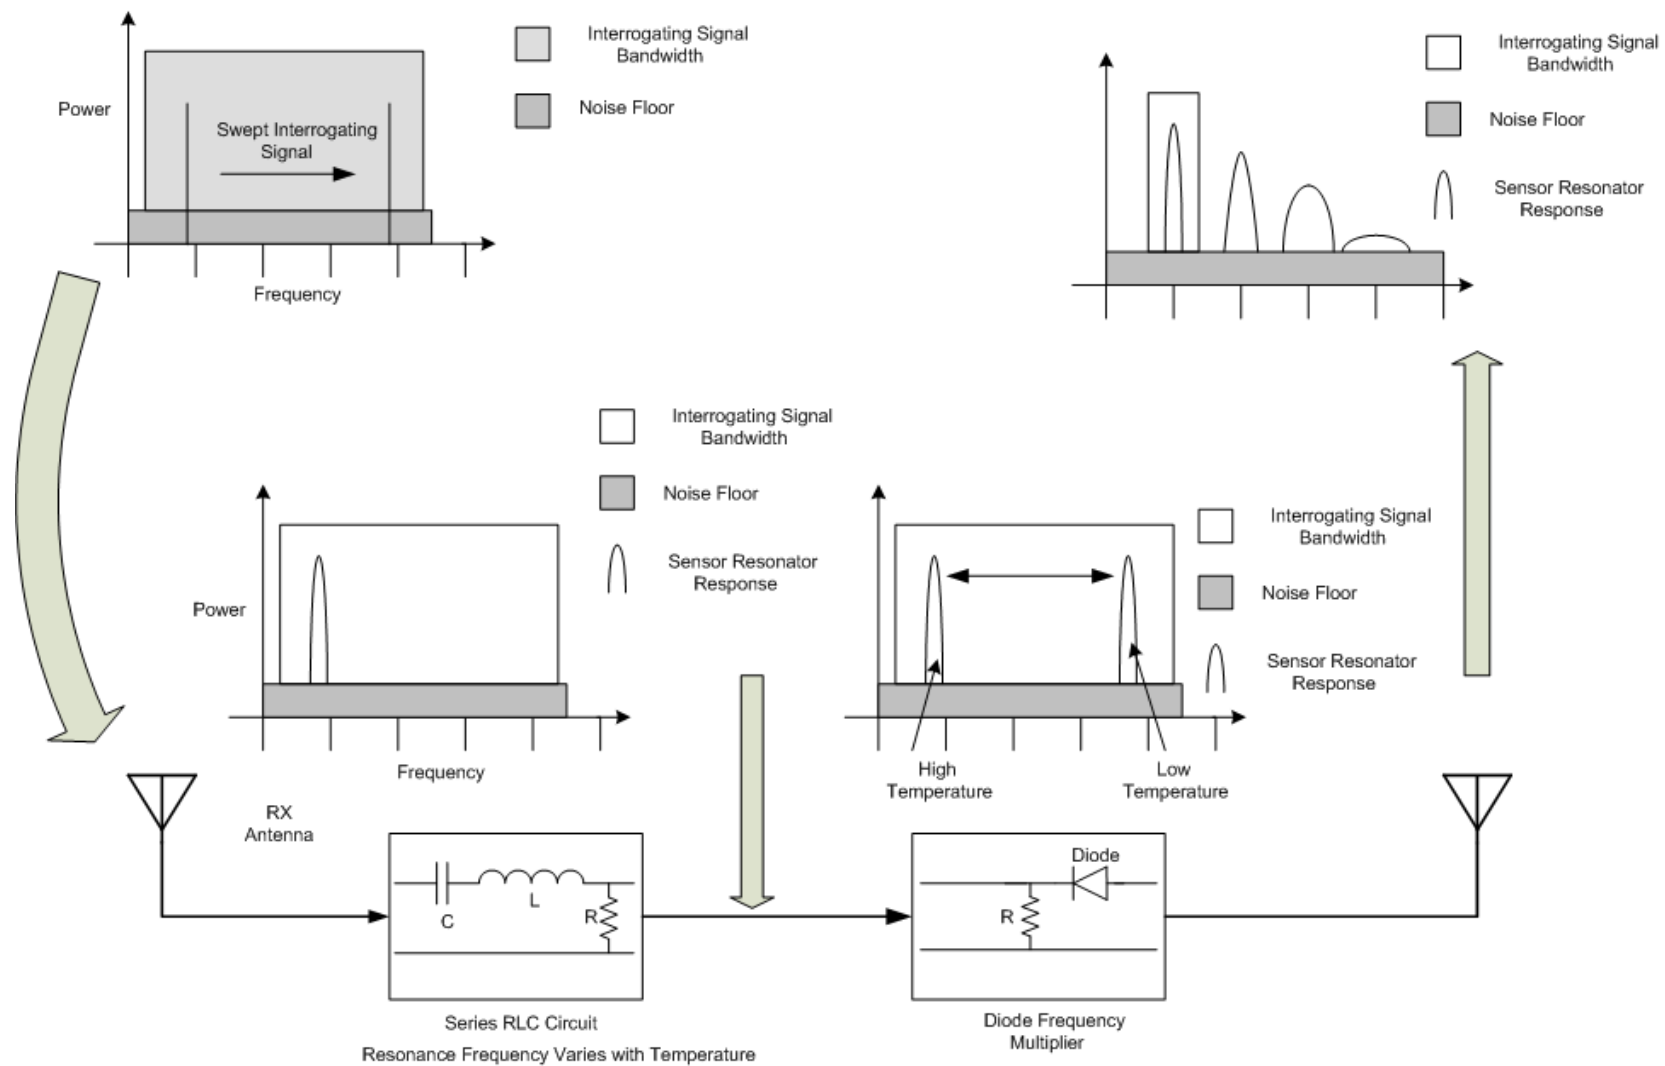 Interrogating Signal
Bandwidth
Power
Noise Floor
Swept Interrogating
Signal
Frequency
Interrogating Signal
Bandwidth
Noise Floor
Sensor Resonator
Response
Interrogating Signal
Bandwidth
Noise Floor
Sensor Resonator
Response
Power
Frequency
Interrogating Signal
Bandwidth
Noise Floor
Sensor Resonator
Response
High
Temperature
Low
Temperature
RX
Antenna
C
L
R
Series RLC Circuit
Resonance Frequency Varies with Temperature
Diode
R
Diode Frequency
Multiplier